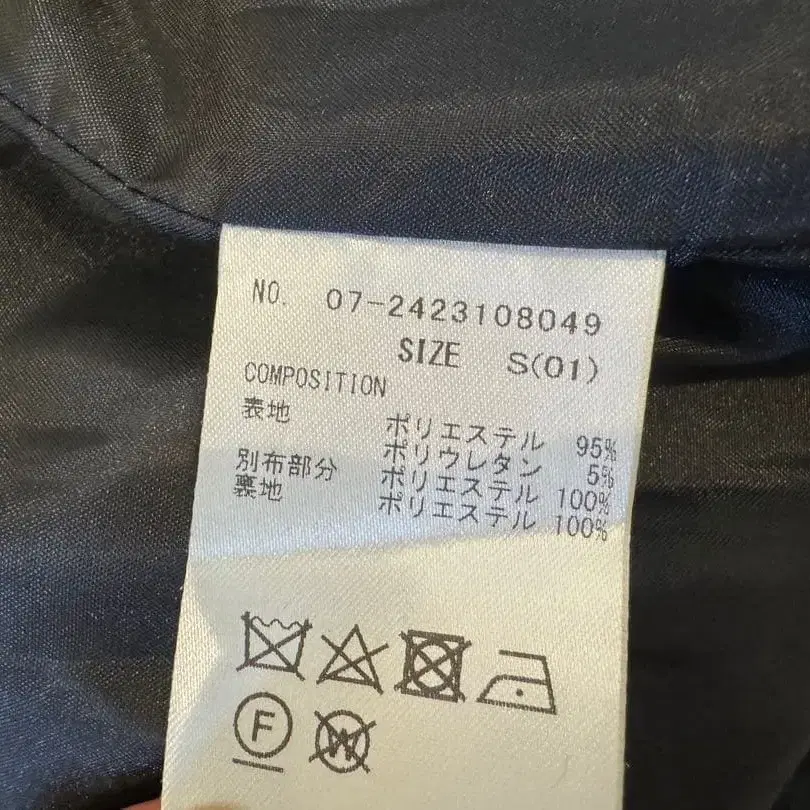 NO. 07-2423108049
SIZE S(01)
COMPOSITION
表地 ポリエステル 95%
ポリウレタン 5%
別布部分 ポリエステル 100%
裏地 ポリエステル 100%
F W